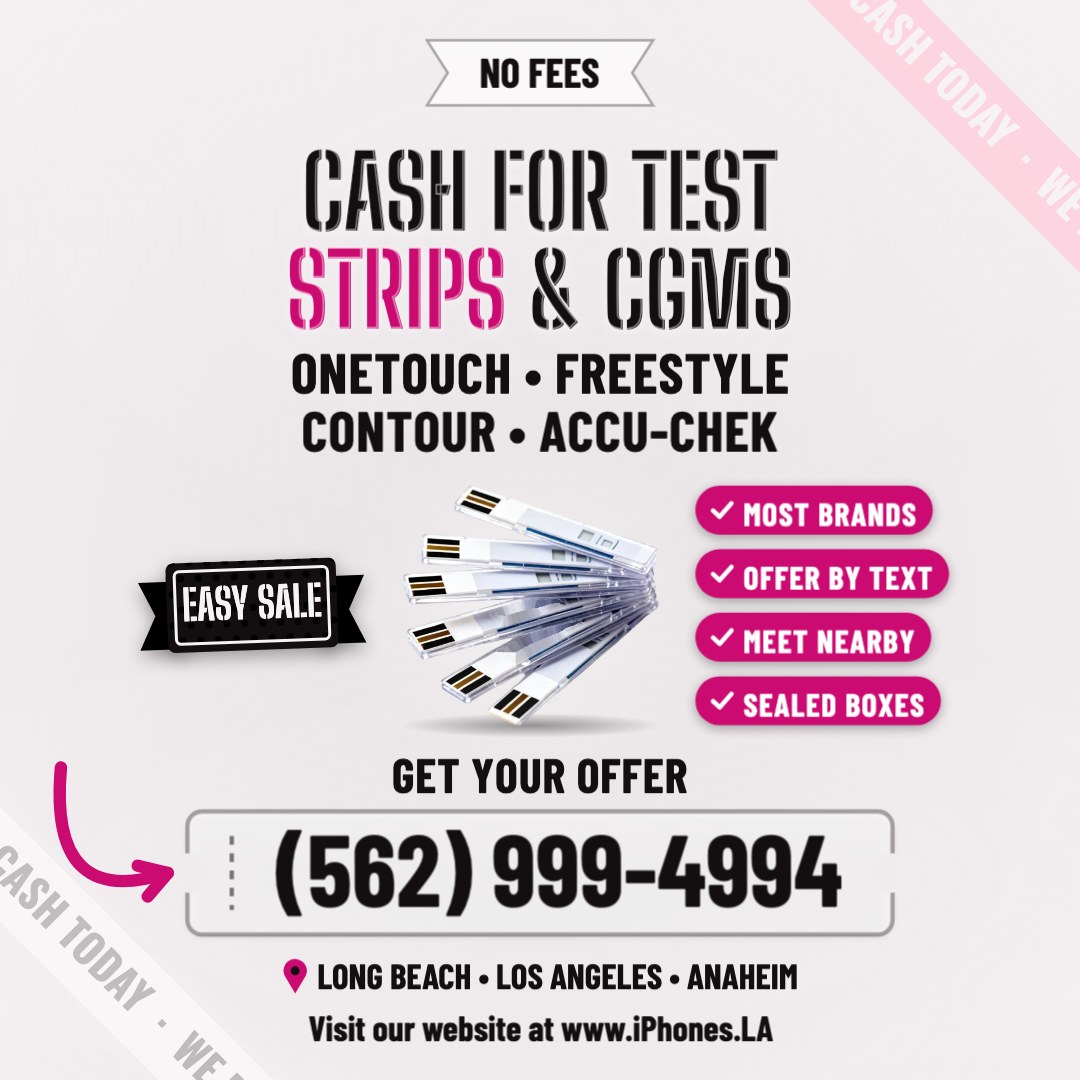 NO FEES
CASH TODAY · WE
CASH FOR TEST
STRIPS & CGMS
ONETOUCH • FREESTYLE
CONTOUR • ACCU-CHEK
EASY SALE
MOST BRANDS
OFFER BY TEXT
MEET NEARBY
SEALED BOXES
GET YOUR OFFER
(562) 999-4994
LONG BEACH • LOS ANGELES • ANAHEIM
Visit our website at www.iPhones.LA
CASH TODAY · WE